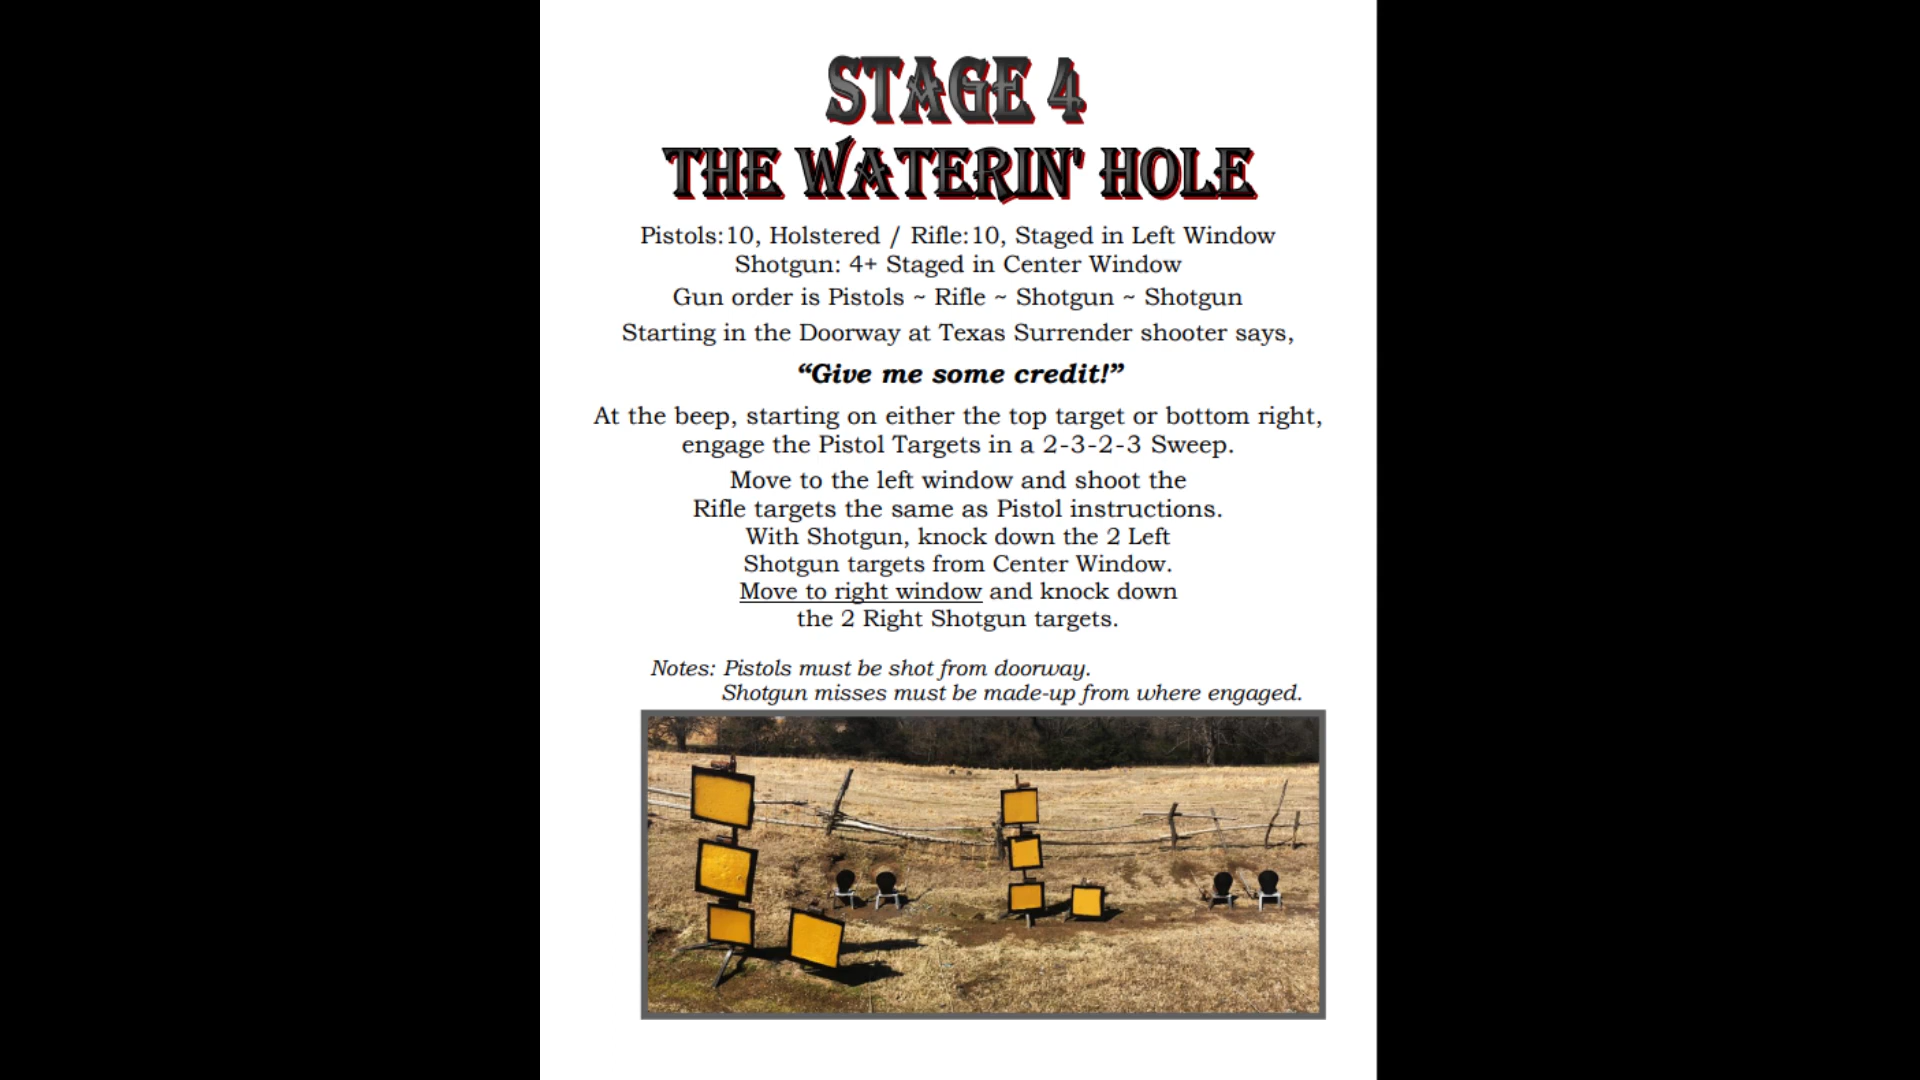 STAGE 4
THE WATERIN' HOLE
Pistols:10, Holstered / Rifle:10, Staged in Left Window
Shotgun: 4+ Staged in Center Window
Gun order is Pistols ~ Rifle ~ Shotgun ~ Shotgun
Starting in the Doorway at Texas Surrender shooter says,
“Give me some credit!”
At the beep, starting on either the top target or bottom right,
engage the Pistol Targets in a 2-3-2-3 Sweep.
Move to the left window and shoot the
Rifle targets the same as Pistol instructions.
With Shotgun, knock down the 2 Left
Shotgun targets from Center Window.
Move to right window and knock down
the 2 Right Shotgun targets.
Notes: Pistols must be shot from doorway.
Shotgun misses must be made-up from where engaged.